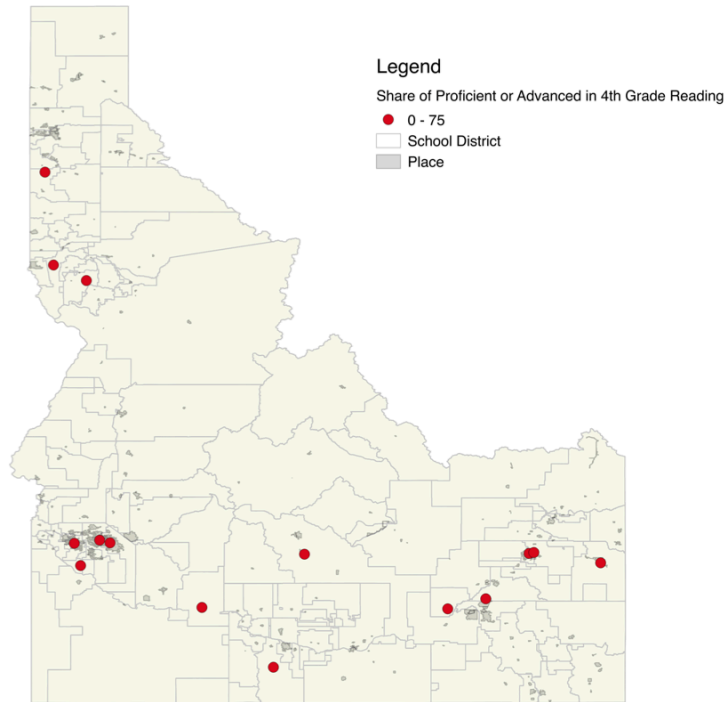 Legend
Share of Proficient or Advanced in 4th Grade Reading
0 - 75
School District
Place